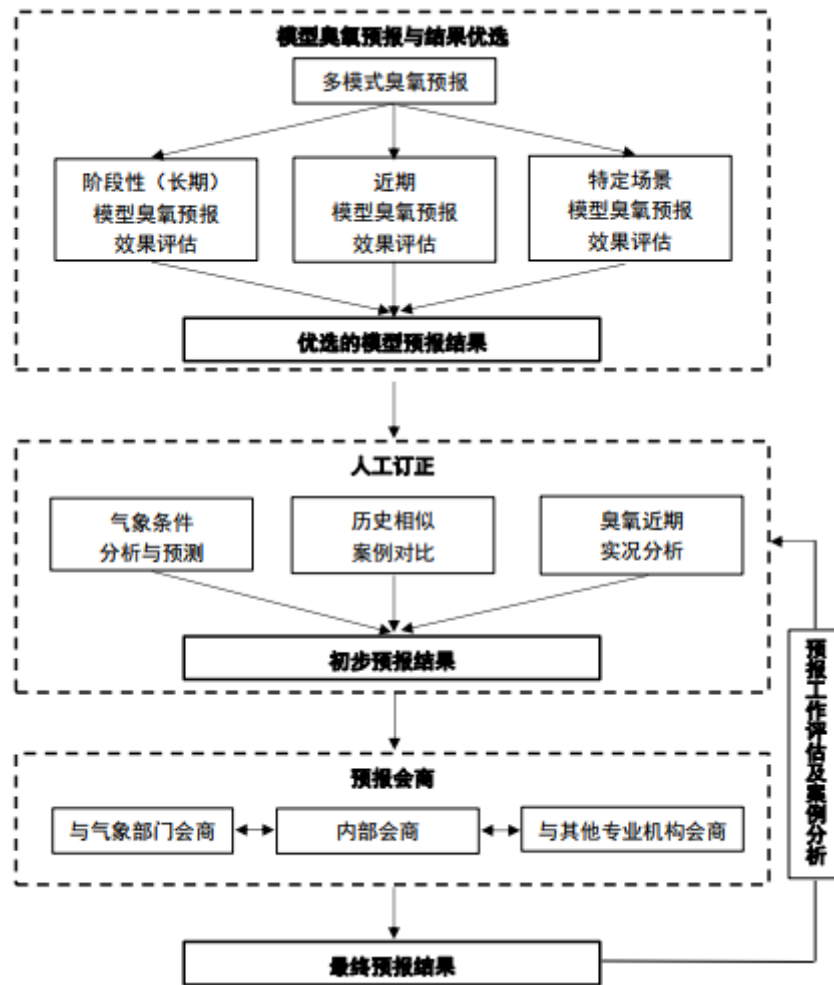 模型臭氧预报与结果优选
多模式臭氧预报
阶段性（长期）
模型臭氧预报
效果评估
近期
模型臭氧预报
效果评估
特定场景
模型臭氧预报
效果评估
优选的模型预报结果
人工订正
气象条件
分析与预测
历史相似
案例对比
臭氧近期
实况分析
初步预报结果
预报会商
与气象部门会商
内部会商
与其他专业机构会商
最终预报结果
预报工作评估及案例分析